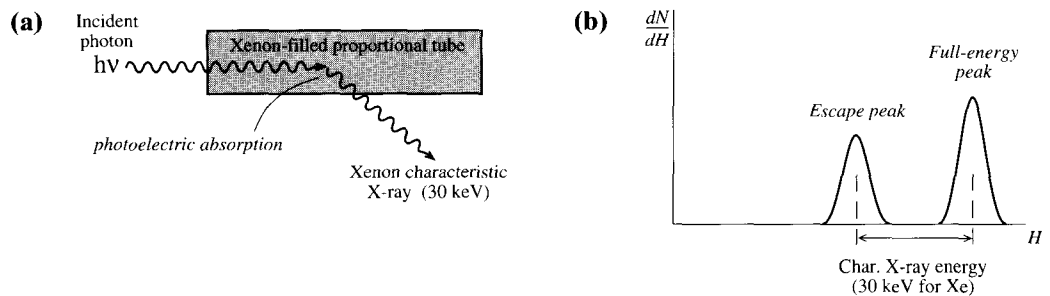 (a)
Incident
photon
hν
Xenon-filled proportional tube
photoelectric absorption
Xenon characteristic
X-ray (30 keV)
(b)
dN
dH
Full-energy
peak
Escape peak
H
Char. X-ray energy
(30 keV for Xe)